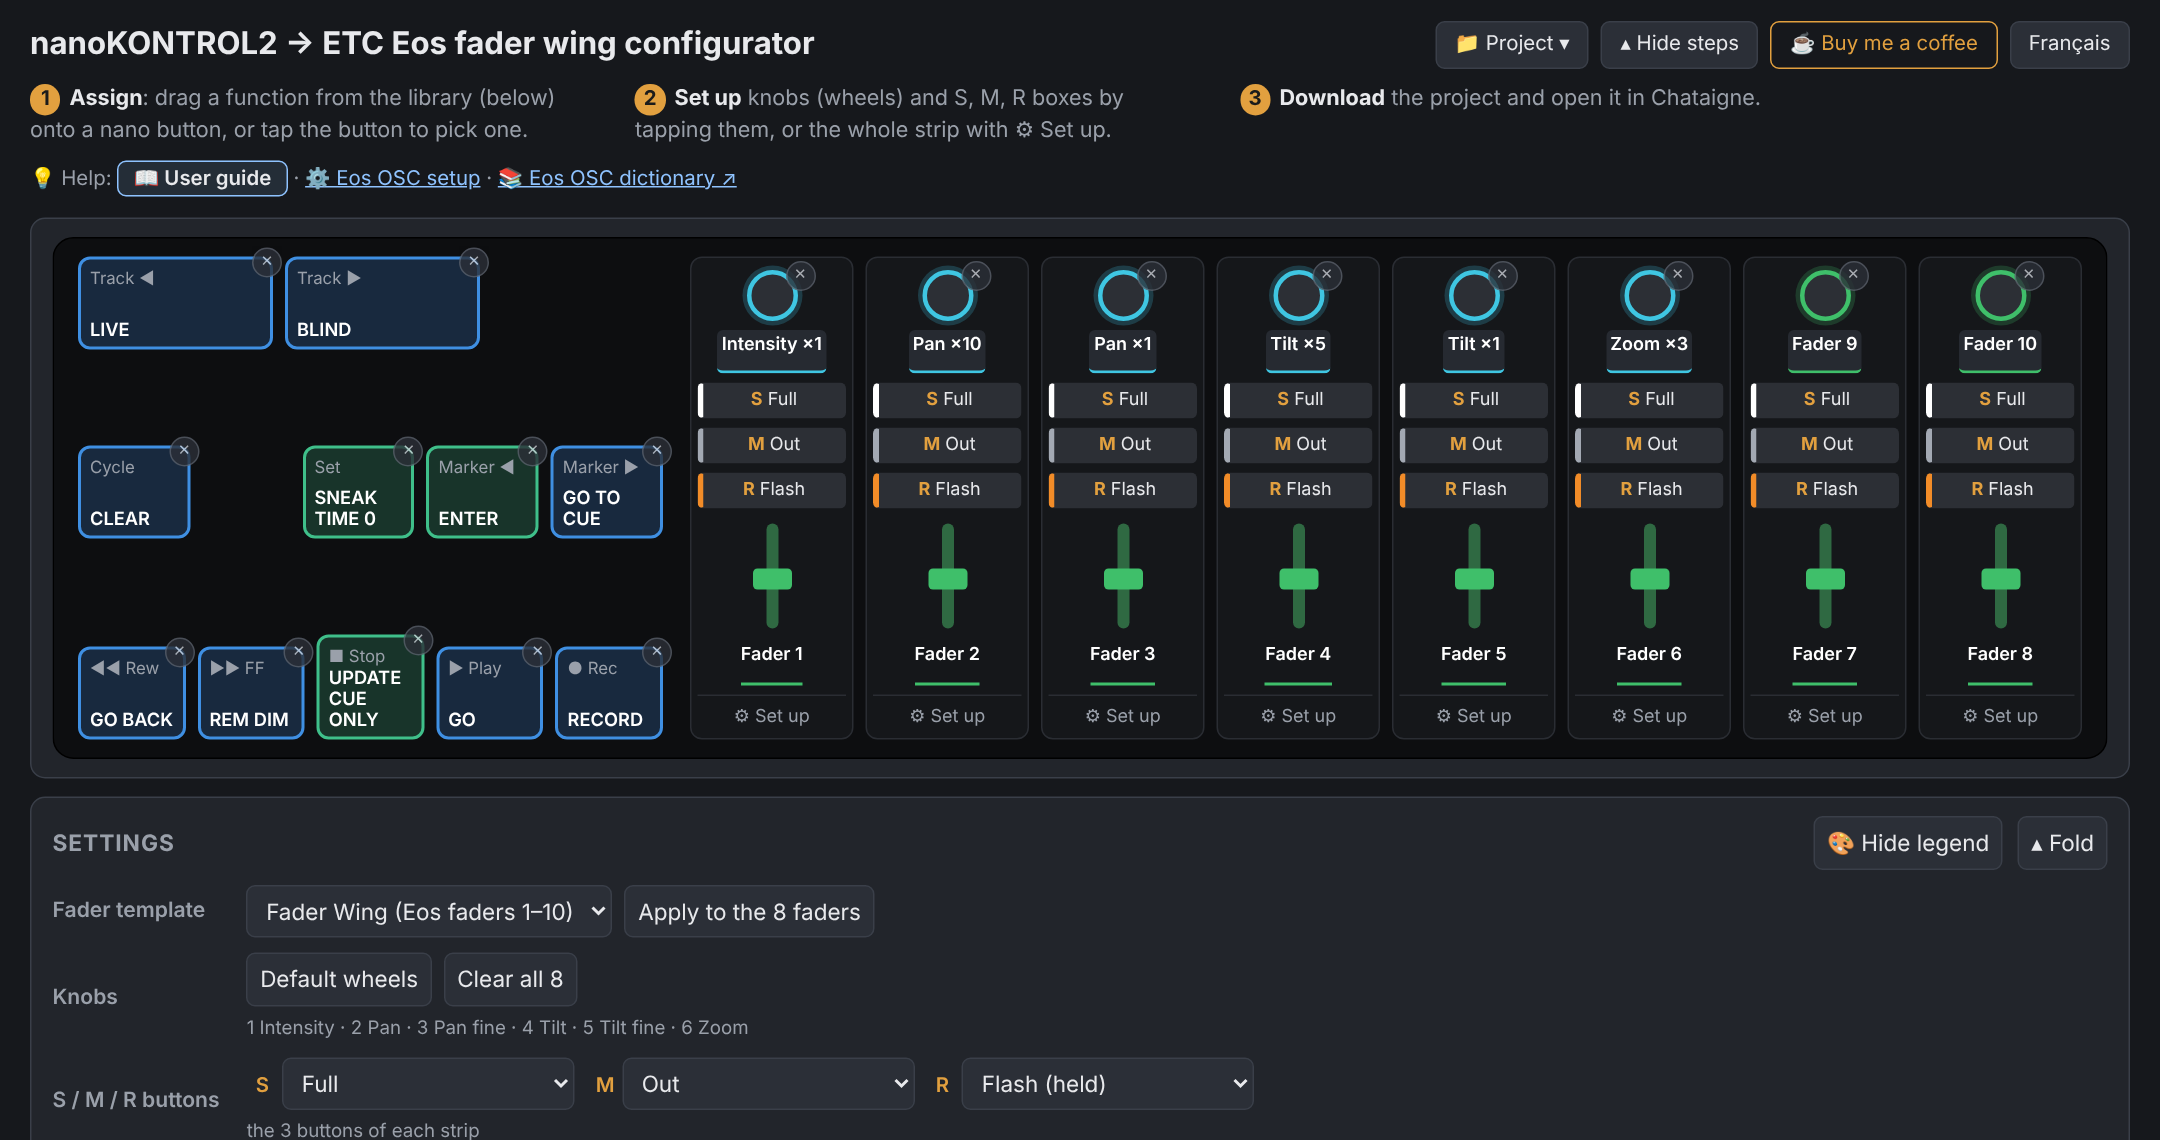 nanoKONTROL2 → ETC Eos fader wing configurator
📁 Project ▾
▴ Hide steps
☕ Buy me a coffee
Français
1 Assign: drag a function from the library (below)
onto a nano button, or tap the button to pick one.
2 Set up knobs (wheels) and S, M, R boxes by
tapping them, or the whole strip with ⚙ Set up.
3 Download the project and open it in Chataigne.
💡 Help: 📖 User guide · ⚙️ Eos OSC setup · 📚 Eos OSC dictionary ↗
Track ◀
LIVE
Track ▶
BLIND
Cycle
CLEAR
Set
SNEAK
TIME 0
Marker ◀
ENTER
Marker ▶
GO TO
CUE
◀◀ Rew
GO BACK
▶▶ FF
REM DIM
■ Stop
UPDATE
CUE
ONLY
▶ Play
GO
● Rec
RECORD
Intensity ×1
S Full
M Out
R Flash
Fader 1
⚙ Set up
Pan ×10
S Full
M Out
R Flash
Fader 2
⚙ Set up
Pan ×1
S Full
M Out
R Flash
Fader 3
⚙ Set up
Tilt ×5
S Full
M Out
R Flash
Fader 4
⚙ Set up
Tilt ×1
S Full
M Out
R Flash
Fader 5
⚙ Set up
Zoom ×3
S Full
M Out
R Flash
Fader 6
⚙ Set up
Fader 9
S Full
M Out
R Flash
Fader 7
⚙ Set up
Fader 10
S Full
M Out
R Flash
Fader 8
⚙ Set up
SETTINGS
🎨 Hide legend
▴ Fold
Fader template
Fader Wing (Eos faders 1–10)
Apply to the 8 faders
Knobs
Default wheels
Clear all 8
1 Intensity · 2 Pan · 3 Pan fine · 4 Tilt · 5 Tilt fine · 6 Zoom
S / M / R buttons
S Full
M Out
R Flash (held)
the 3 buttons of each strip